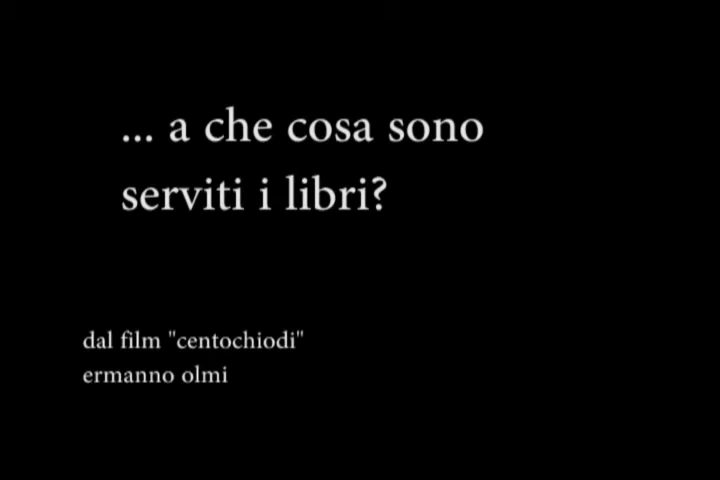 ... a che cosa sono
serviti i libri?
dal film "centochiodi"
ermanno olmi